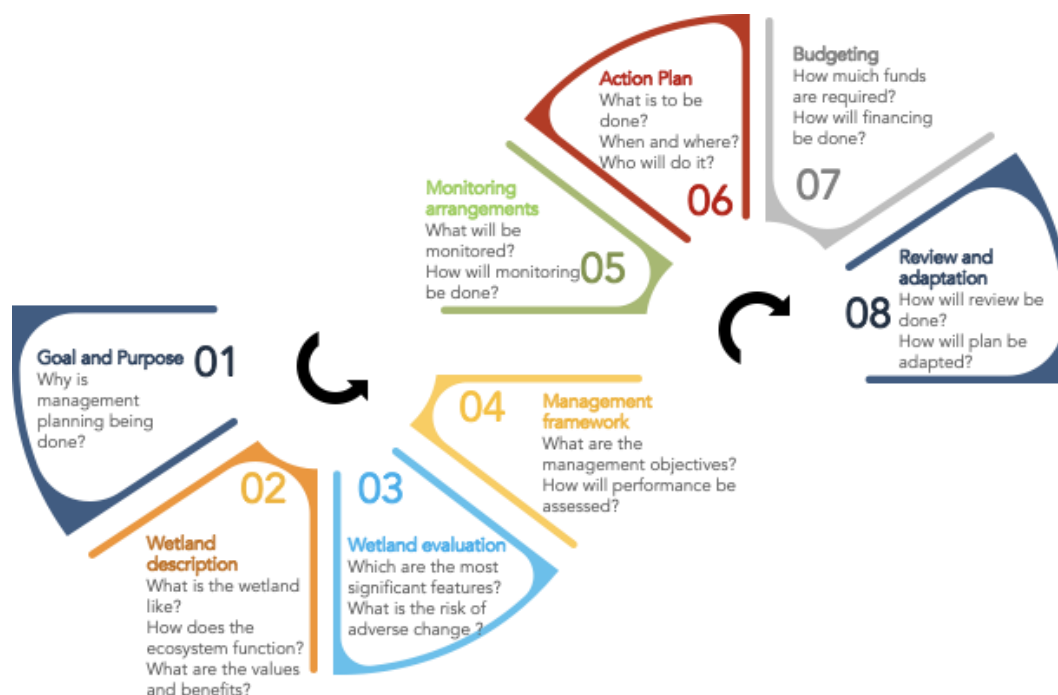 Goal and Purpose
01
Why is
management
planning being
done?
02
Wetland
description
What is the wetland
like?
How does the
ecosystem function?
What are the values
and benefits?
03
Wetland evaluation
Which are the most
significant features?
What is the risk of
adverse change ?
04
Management
framework
What are the
management objectives?
How will performance be
assessed?
Monitoring
arrangements
What will be
monitored?
How will monitoring
be done?
05
Action Plan
What is to be
done?
When and where?
Who will do it?
06
Budgeting
How muich funds
are required?
How will financing
be done?
07
Review and
adaptation
08
How will review be
done?
How will plan be
adapted?